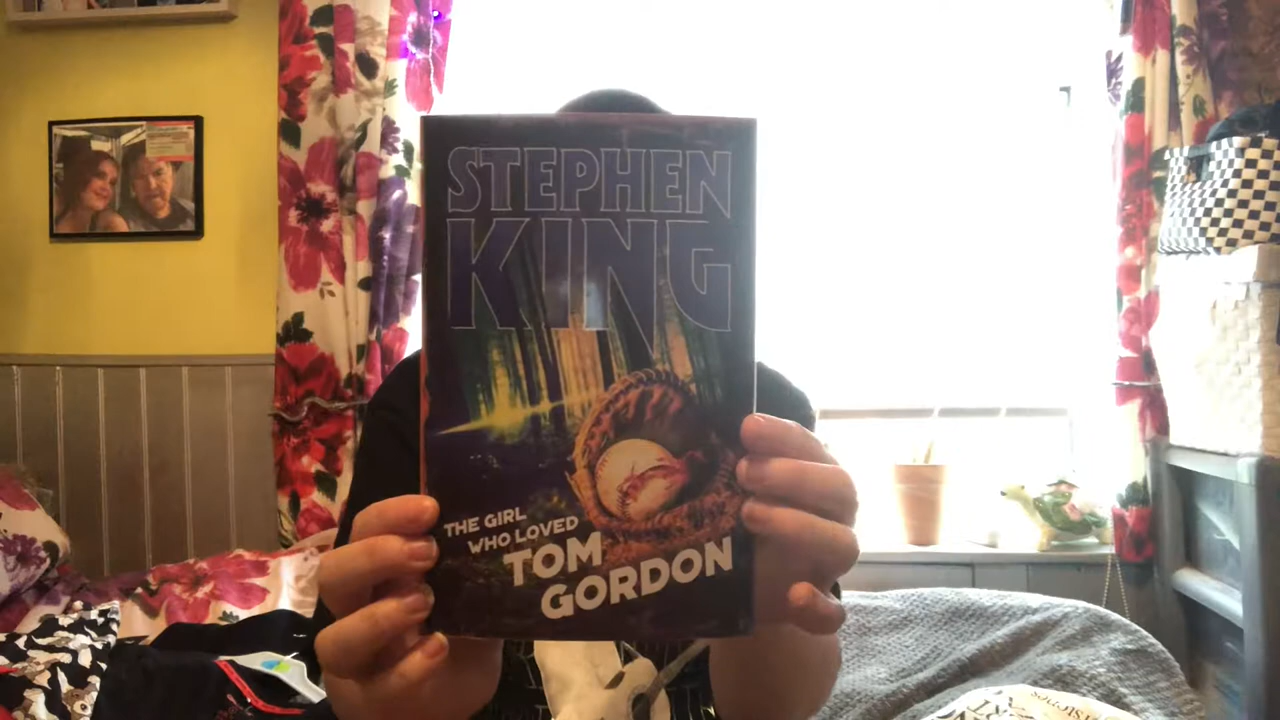 STEPHEN
KING
THE GIRL
WHO LOVED
TOM
GORDON